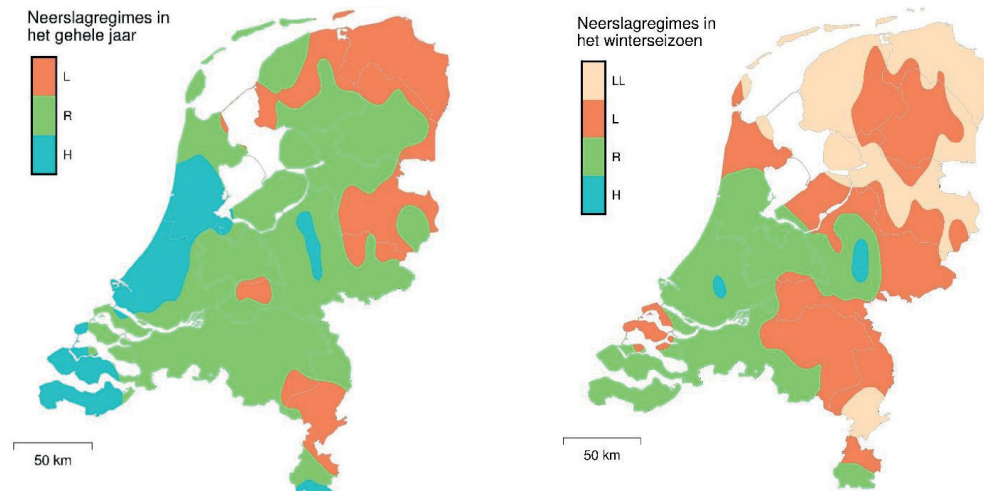 Neerslagregimes in
het gehele jaar
L
R
H
50 km
Neerslagregimes in
het winterseizoen
LL
L
R
H
50 km